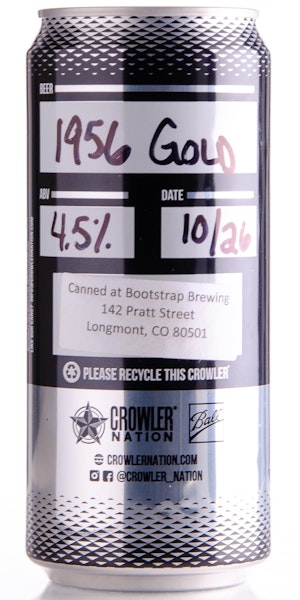 BEER
1956 GOLD
ABV
4.5%
DATE
10/26
Canned at Bootstrap Brewing
142 Pratt Street
Longmont, CO 80501
PLEASE RECYCLE THIS CROWLER
CROWLER®
NATION
Ball
CROWLERNATION.COM
@CROWLER_NATION